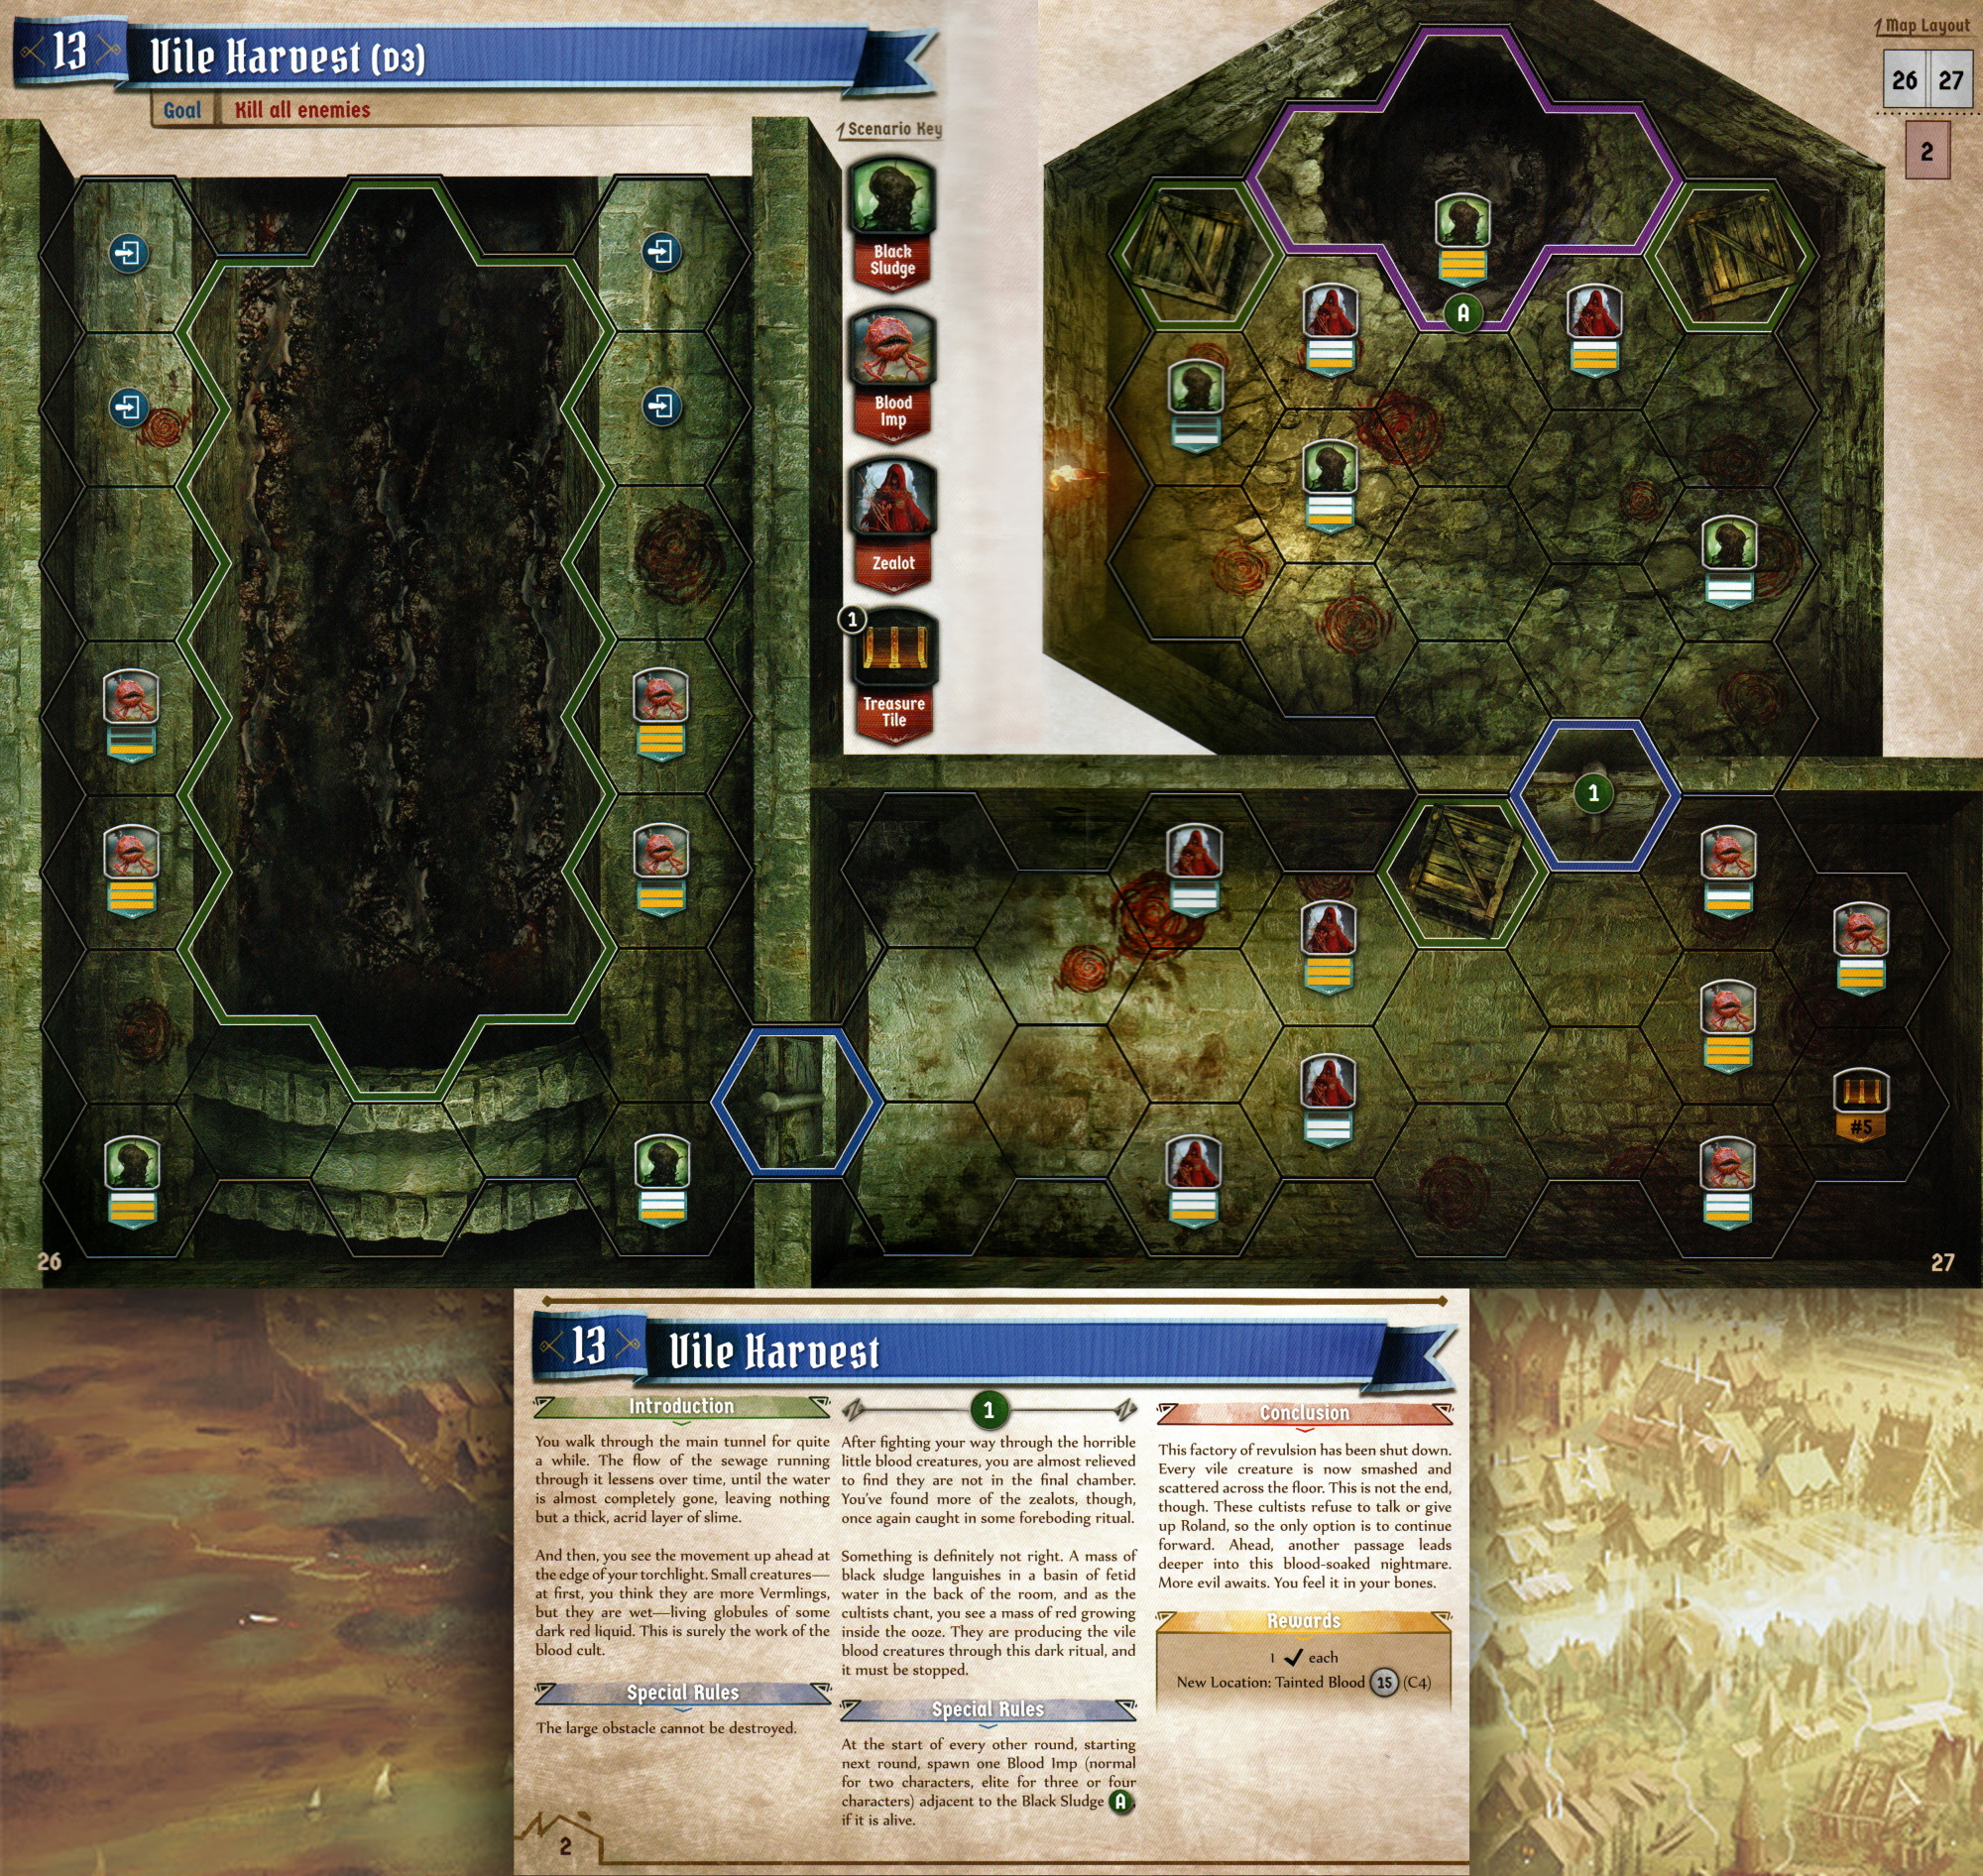 13
Vile Harvest (D3)
Goal
Kill all enemies
Scenario Key
Black
Sludge
Blood
Imp
Zealot
1
Treasure
Tile
Map Layout
26 27
2
A
1
#5
26
27
13
Vile Harvest
Introduction
You walk through the main tunnel for quite
a while. The flow of the sewage running
through it lessens over time, until the water
is almost completely gone, leaving nothing
but a thick, acrid layer of slime.
And then, you see the movement up ahead at
the edge of your torchlight. Small creatures—
at first, you think they are more Vermlings,
but they are wet—living globules of some
dark red liquid. This is surely the work of the
blood cult.
Special Rules
The large obstacle cannot be destroyed.
1
After fighting your way through the horrible
little blood creatures, you are almost relieved
to find they are not in the final chamber.
You've found more of the zealots, though,
once again caught in some foreboding ritual.
Something is definitely not right. A mass of
black sludge languishes in a basin of fetid
water in the back of the room, and as the
cultists chant, you see a mass of red growing
inside the ooze. They are producing the vile
blood creatures through this dark ritual, and
it must be stopped.
Special Rules
At the start of every other round, starting
next round, spawn one Blood Imp (normal
for two characters, elite for three or four
characters) adjacent to the Black Sludge A,
if it is alive.
Conclusion
This factory of revulsion has been shut down.
Every vile creature is now smashed and
scattered across the floor. This is not the end,
though. These cultists refuse to talk or give
up Roland, so the only option is to continue
forward. Ahead, another passage leads
deeper into this blood-soaked nightmare.
More evil awaits. You feel it in your bones.
Rewards
1 ✓ each
New Location: Tainted Blood 15 (C4)
2